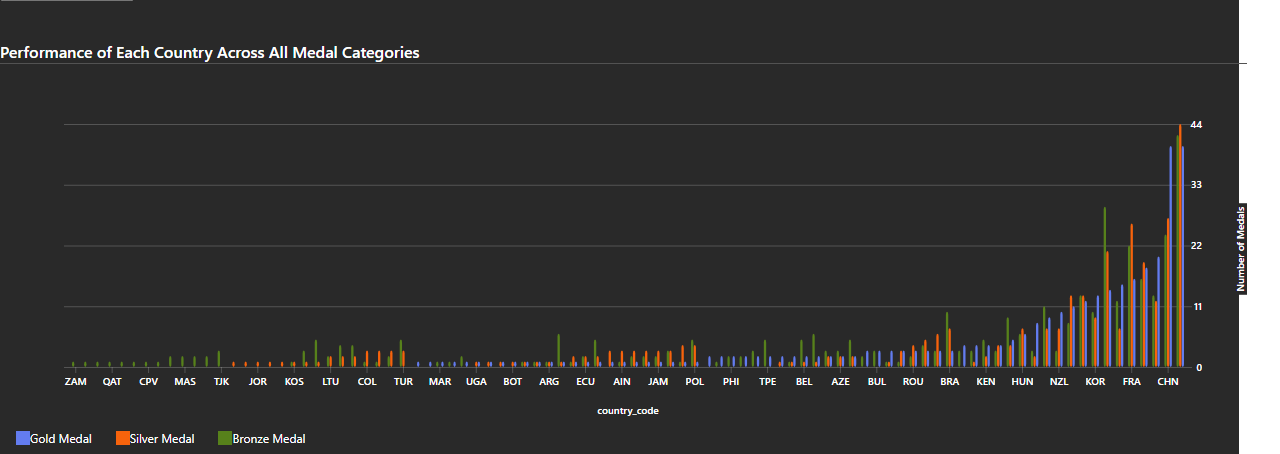 Performance of Each Country Across All Medal Categories
44
33
22
11
0
Number of Medals
ZAM QAT CPV MAS TJK JOR KOS LTU COL TUR MAR UGA BOT ARG ECU AIN JAM POL PHI TPE BEL AZE BUL ROU BRA KEN HUN NZL KOR FRA CHN
country_code
Gold Medal Silver Medal Bronze Medal